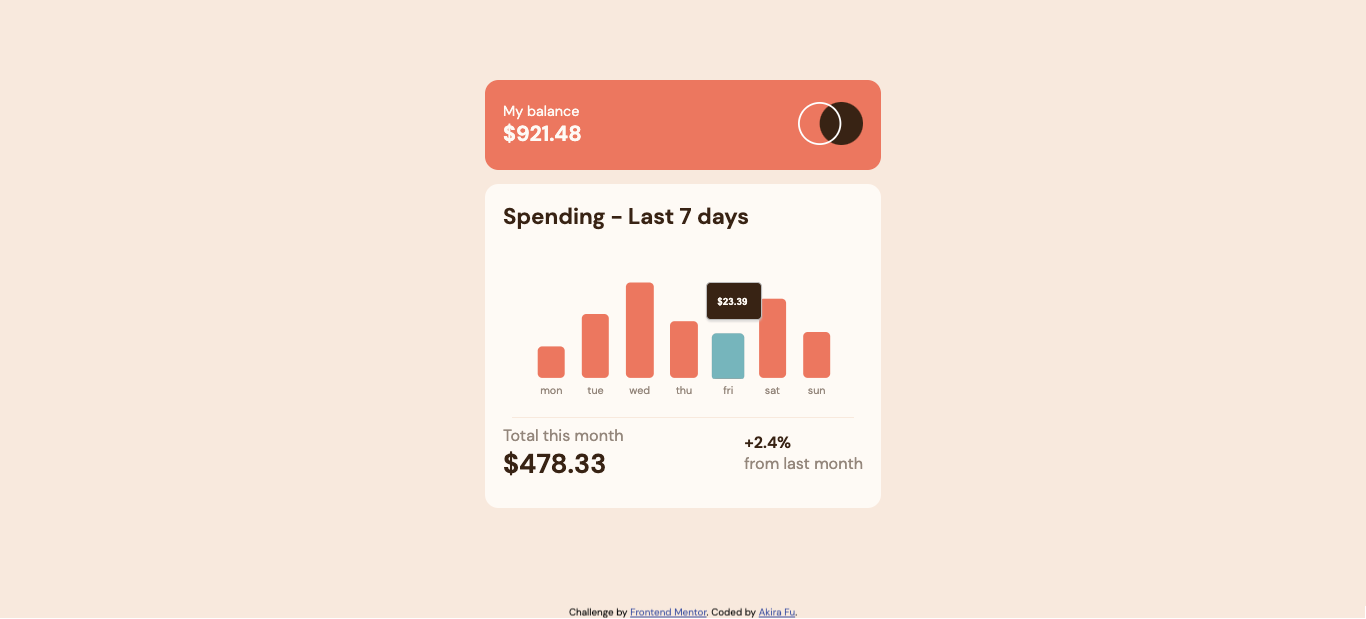 My balance
$921.48
Spending - Last 7 days
$23.39
mon tue wed thu fri sat sun
Total this month
$478.33
+2.4%
from last month
Challenge by Frontend Mentor. Coded by Akira Fu.